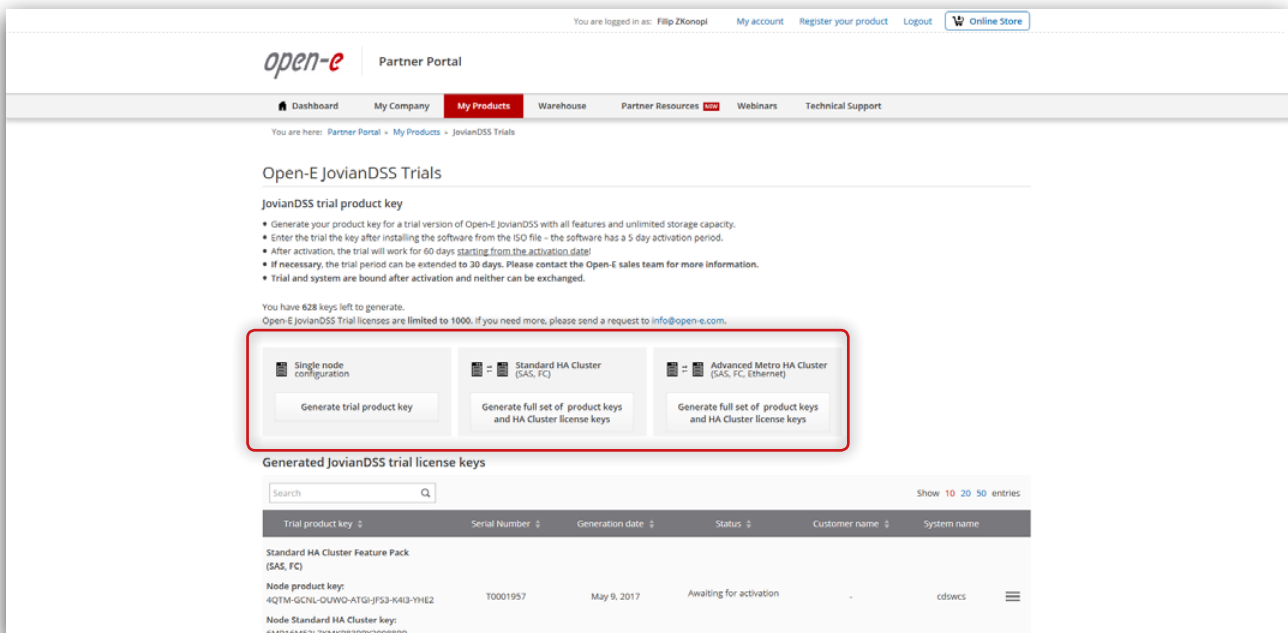 You are logged in as: Filip ZKonopi My account Register your product Logout Online Store
open-e Partner Portal
Dashboard My Company My Products Warehouse Partner Resources NEW Webinars Technical Support
You are here: Partner Portal » My Products » JovianDSS Trials
Open-E JovianDSS Trials
JovianDSS trial product key
• Generate your product key for a trial version of Open-E JovianDSS with all features and unlimited storage capacity.
• Enter the trial the key after installing the software from the ISO file – the software has a 5 day activation period.
• After activation, the trial will work for 60 days starting from the activation date!
• If necessary, the trial period can be extended to 30 days. Please contact the Open-E sales team for more information.
• Trial and system are bound after activation and neither can be exchanged.
You have 628 keys left to generate.
Open-E JovianDSS Trial licenses are limited to 1000. If you need more, please send a request to info@open-e.com.
Single node
configuration
Generate trial product key
Standard HA Cluster
(SAS, FC)
Generate full set of product keys
and HA Cluster license keys
Advanced Metro HA Cluster
(SAS, FC, Ethernet)
Generate full set of product keys
and HA Cluster license keys
Generated JovianDSS trial license keys
Search Show 10 20 50 entries
Trial product key Serial Number Generation date Status Customer name System name
Standard HA Cluster Feature Pack
(SAS, FC)
Node product key:
4QTM-GCNL-OUWO-ATGI-JFS3-K4I3-YHE2 T0001957 May 9, 2017 Awaiting for activation - cdswcs
Node Standard HA Cluster key: